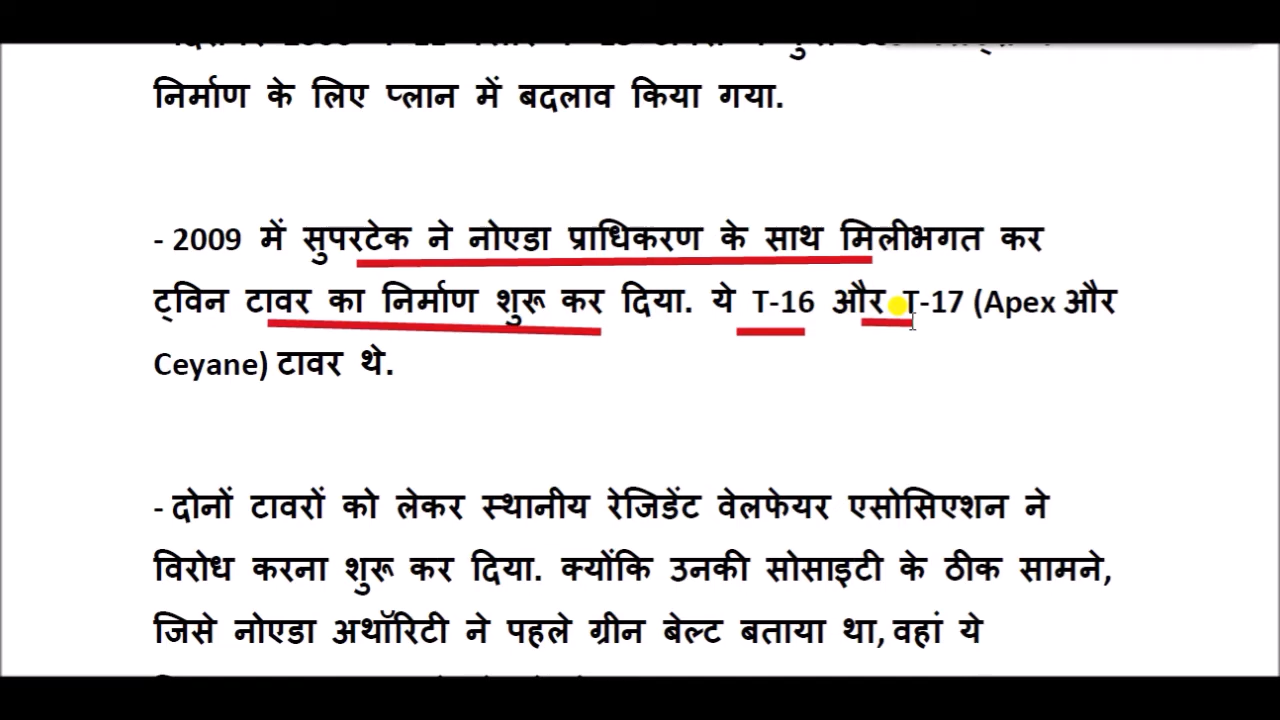 निर्माण के लिए प्लान में बदलाव किया गया.
- 2009 में सुपरटेक ने नोएडा प्राधिकरण के साथ मिलीभगत कर
ट्विन टावर का निर्माण शुरू कर दिया. ये T-16 और T-17 (Apex और
Ceyane) टावर थे.
- दोनों टावरों को लेकर स्थानीय रेजिडेंट वेलफेयर एसोसिएशन ने
विरोध करना शुरू कर दिया. क्योंकि उनकी सोसाइटी के ठीक सामने,
जिसे नोएडा अथॉरिटी ने पहले ग्रीन बेल्ट बताया था, वहां ये